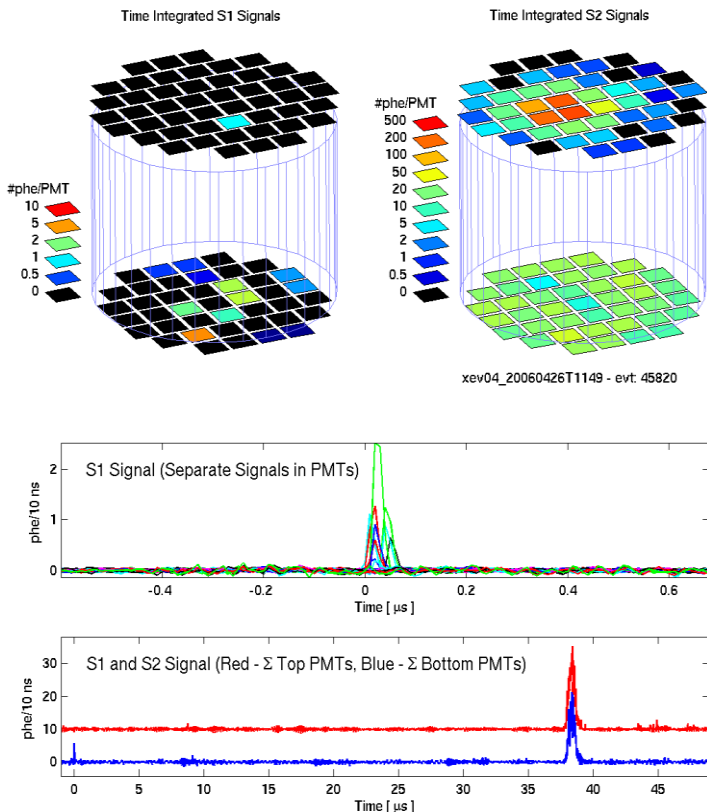 Time Integrated S1 Signals
Time Integrated S2 Signals
#phe/PMT
500
200
100
50
20
10
5
2
1
0.5
0
#phe/PMT
10
5
2
1
0.5
0
xev04_20060426T1149 - evt: 45820
S1 Signal (Separate Signals in PMTs)
phe/10 ns
2
1
0
-0.4 -0.2 0 0.2 0.4 0.6
Time [ µs ]
S1 and S2 Signal (Red - Σ Top PMTs, Blue - Σ Bottom PMTs)
phe/10 ns
30
20
10
0
0 5 10 15 20 25 30 35 40 45
Time [ µs ]